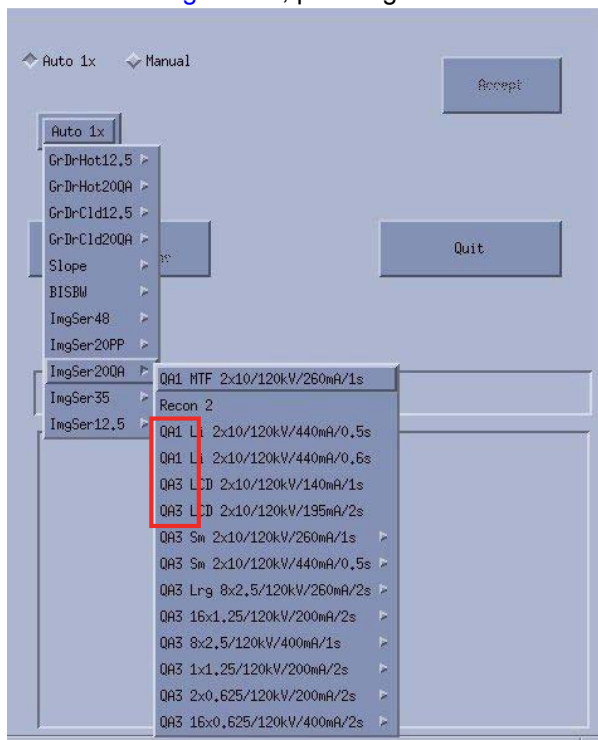 Auto 1x Manual
Accept
Auto 1x
GrDrHot12.5
GrDrHot20QA
GrDrCld12.5
GrDrCld20QA
Quit
Slope
BISBW
ImgSer48
ImgSer20PP
ImgSer20QA
ImgSer35
ImgSer12.5
QA1 MTF 2x10/120kV/260mA/1s
Recon 2
QA1 Li 2x10/120kV/440mA/0.5s
QA1 Li 2x10/120kV/440mA/0.6s
QA3 LCD 2x10/120kV/140mA/1s
QA3 LCD 2x10/120kV/195mA/2s
QA3 Sm 2x10/120kV/260mA/1s
QA3 Sm 2x10/120kV/440mA/0.5s
QA3 Lrg 8x2.5/120kV/260mA/2s
QA3 16x1.25/120kV/200mA/2s
QA3 8x2.5/120kV/400mA/1s
QA3 1x1.25/120kV/200mA/2s
QA3 2x0.625/120kV/200mA/2s
QA3 16x0.625/120kV/400mA/2s